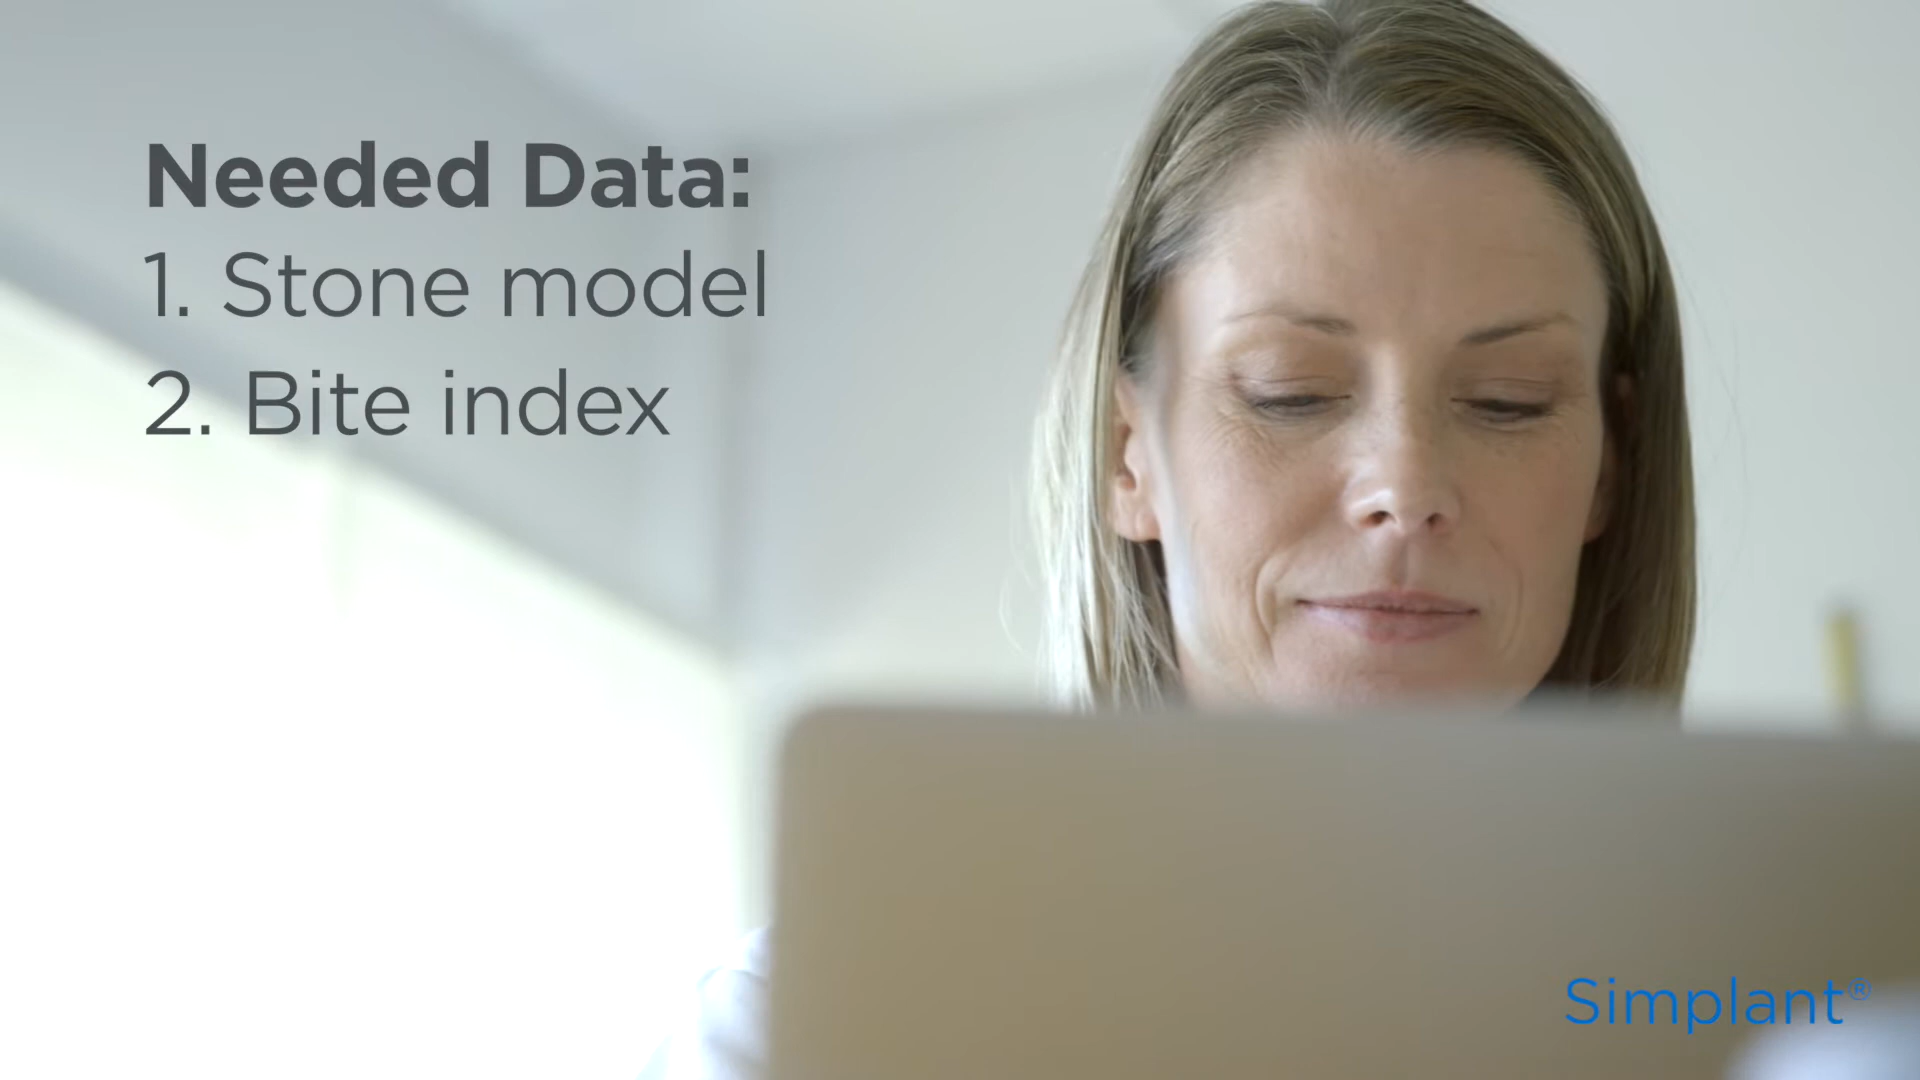 Needed Data:
1. Stone model
2. Bite index
Simplant®